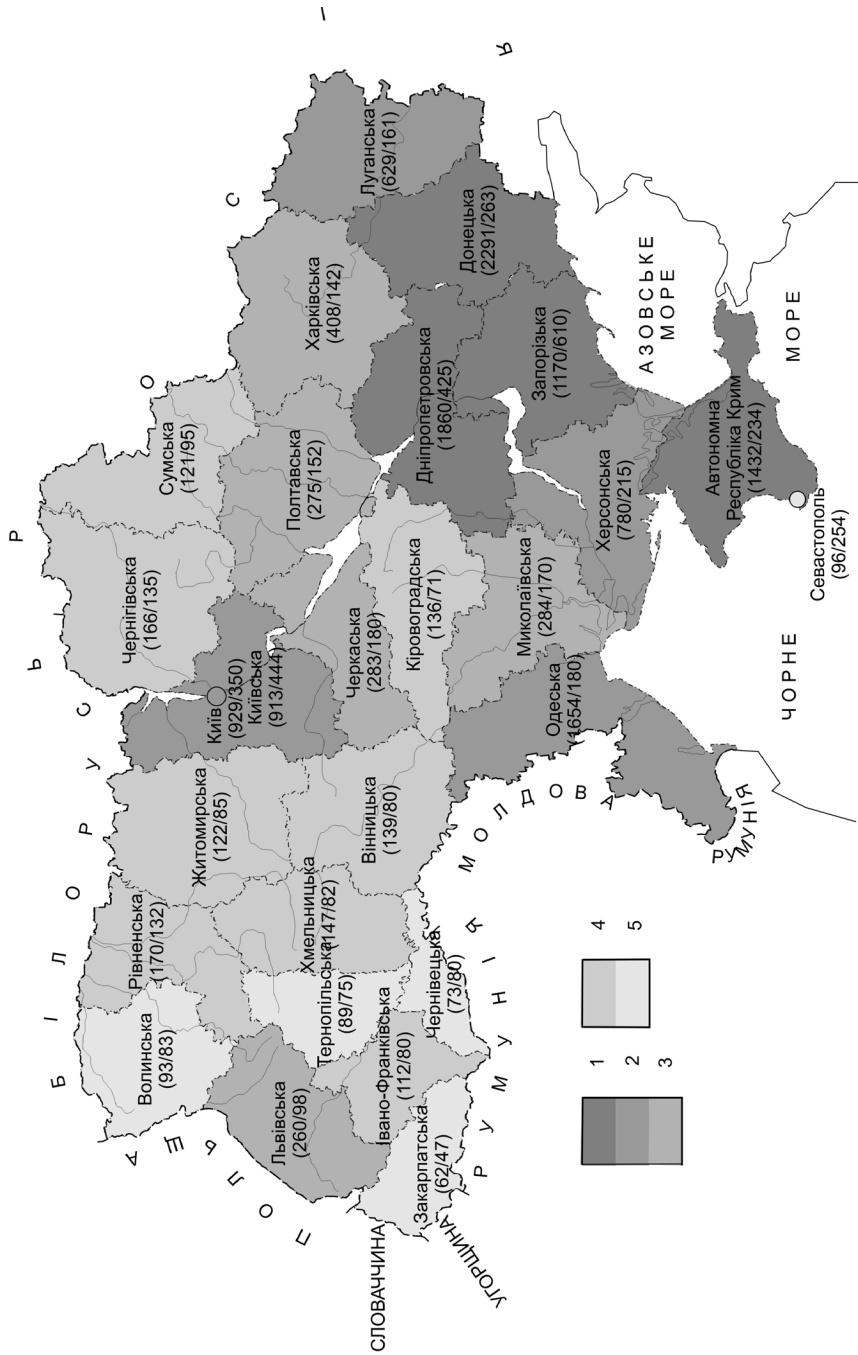 БІЛОРУСЬ
РОСІЯ
ПОЛЬЩА
СЛОВАЧЧИНА
УГОРЩИНА
РУМУНІЯ
МОЛДОВА
РУМУНІЯ
Волинська
(93/83)
Рівненська
(170/132)
Житомирська
(122/85)
Київ
(929/350)
Київська
(913/444)
Чернігівська
(166/135)
Сумська
(121/95)
Львівська
(260/98)
Тернопільська
(89/75)
Хмельницька
(147/82)
Вінницька
(139/80)
Черкаська
(283/180)
Полтавська
(275/152)
Харківська
(408/142)
Луганська
(629/161)
Закарпатська
(62/47)
Івано-Франківська
(112/80)
Чернівецька
(73/80)
Кіровоградська
(136/71)
Дніпропетровська
(1860/425)
Донецька
(2291/263)
Одеська
(1654/180)
Миколаївська
(284/170)
Херсонська
(780/215)
Запорізька
(1170/610)
Автономна
Республіка Крим
(1432/234)
Севастополь
(96/254)
АЗОВСЬКЕ
МОРЕ
ЧОРНЕ
МОРЕ
1
2
3
4
5